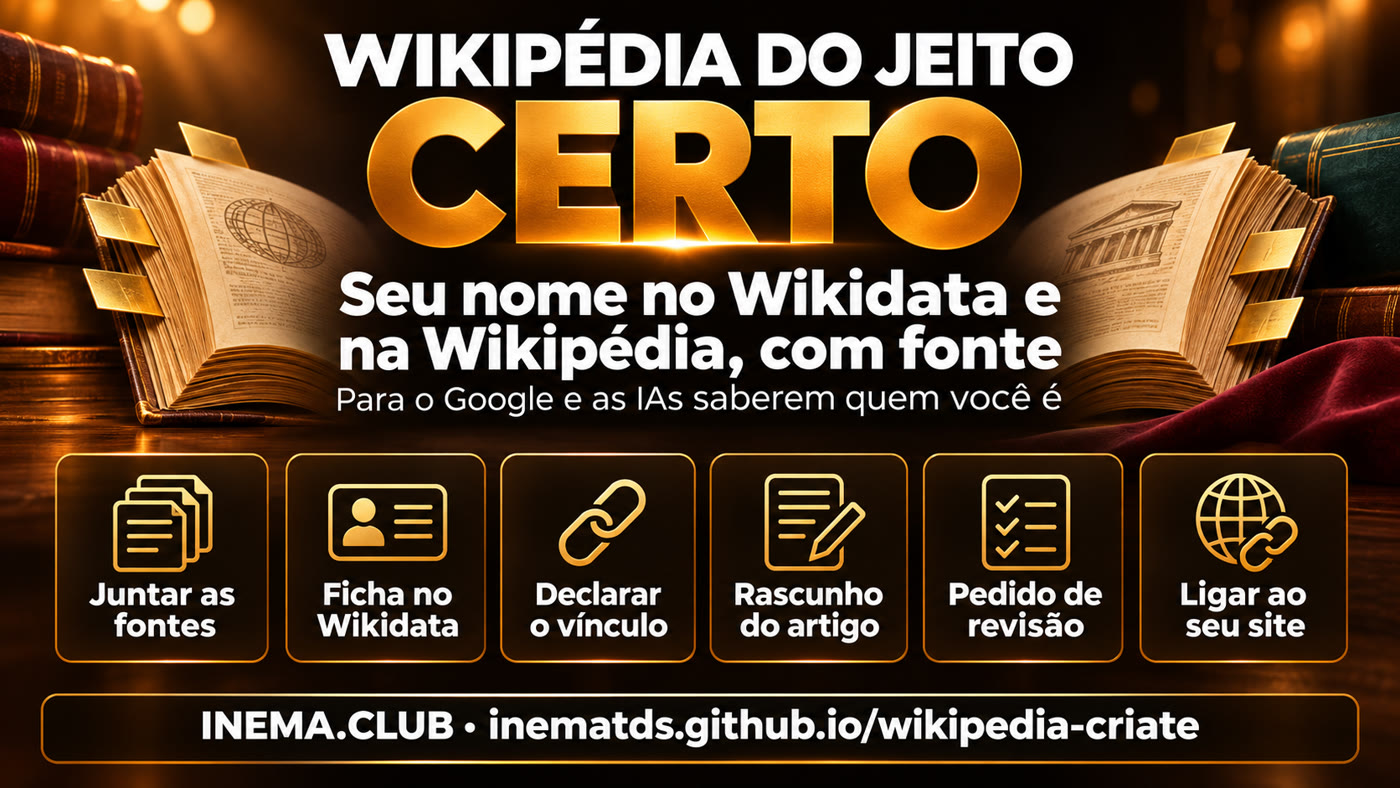 WIKIPÉDIA DO JEITO
CERTO
Seu nome no Wikidata e
na Wikipédia, com fonte
Para o Google e as IAs saberem quem você é
Juntar as
fontes
Ficha no
Wikidata
Declarar
o vínculo
Rascunho
do artigo
Pedido de
revisão
Ligar ao
seu site
INEMA.CLUB • inematds.github.io/wikipedia-criate